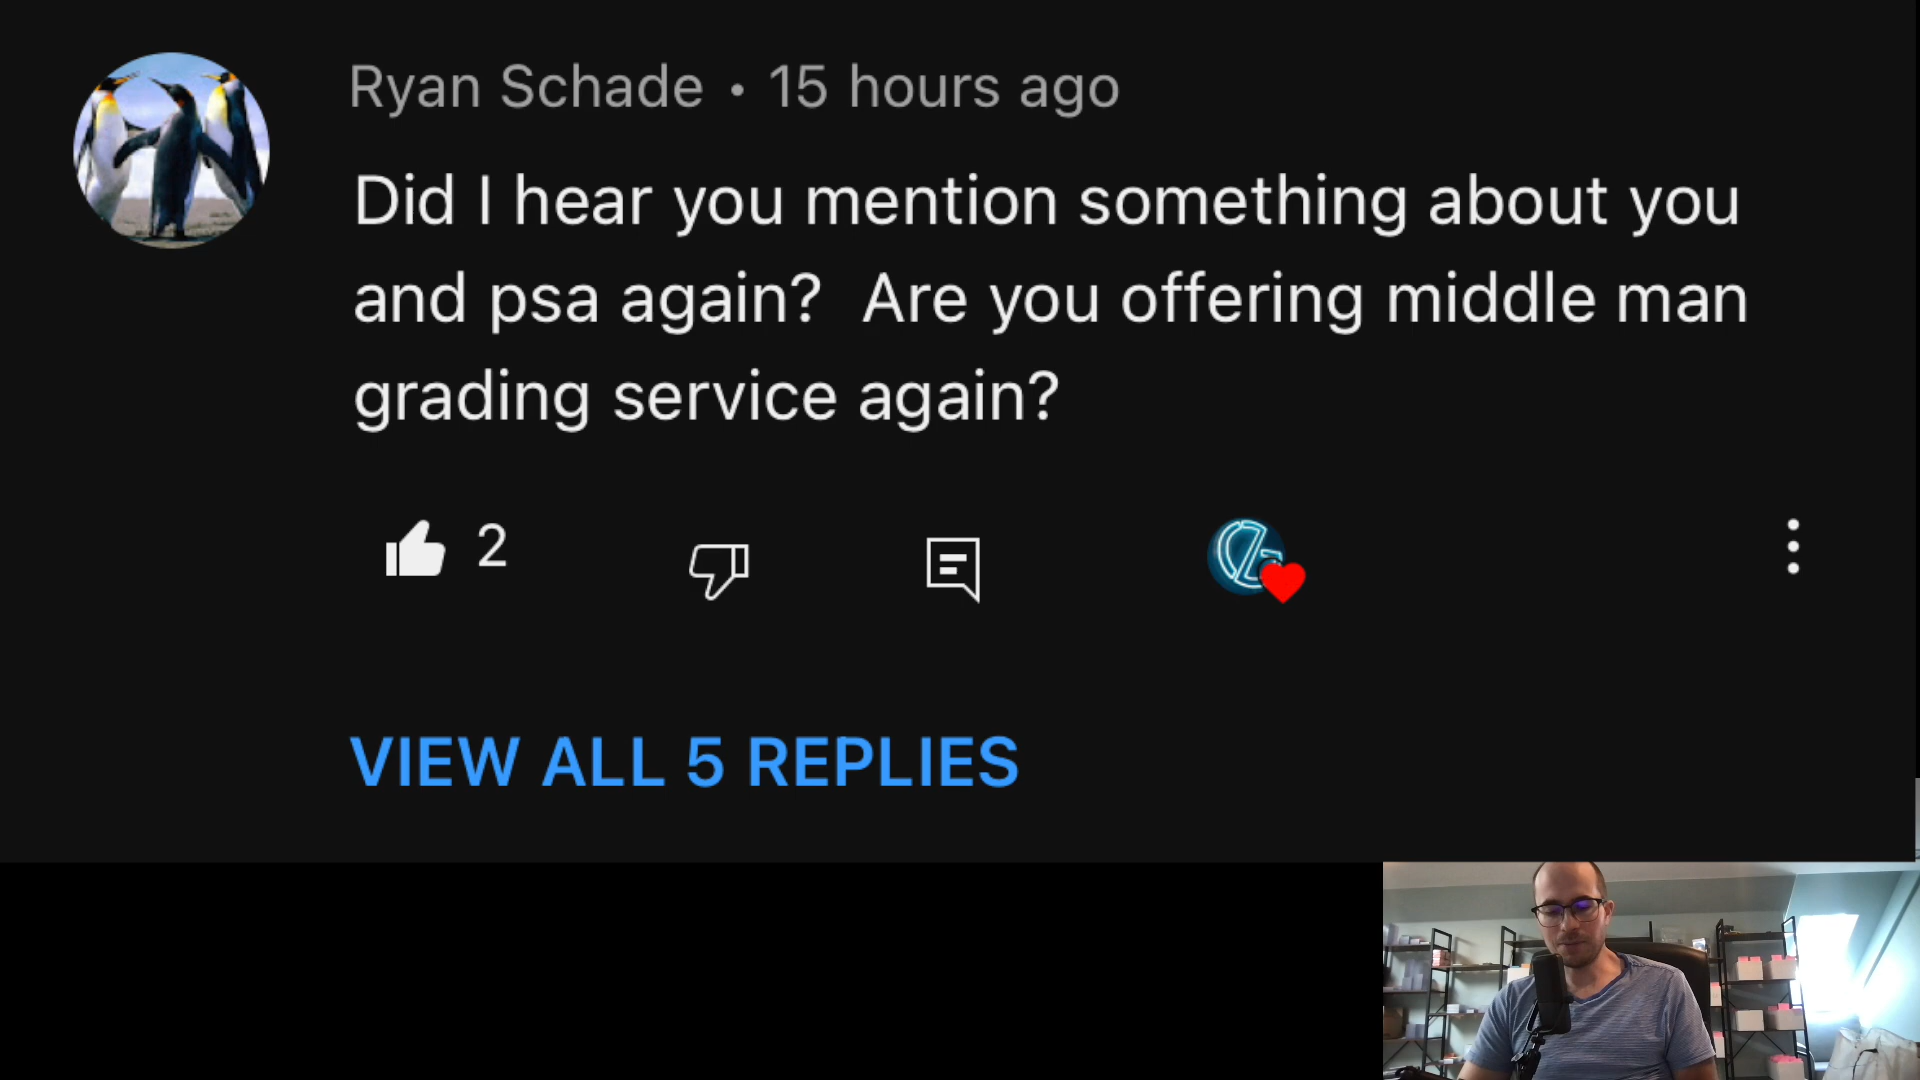 Ryan Schade • 15 hours ago
Did I hear you mention something about you
and psa again?  Are you offering middle man
grading service again?
2
VIEW ALL 5 REPLIES